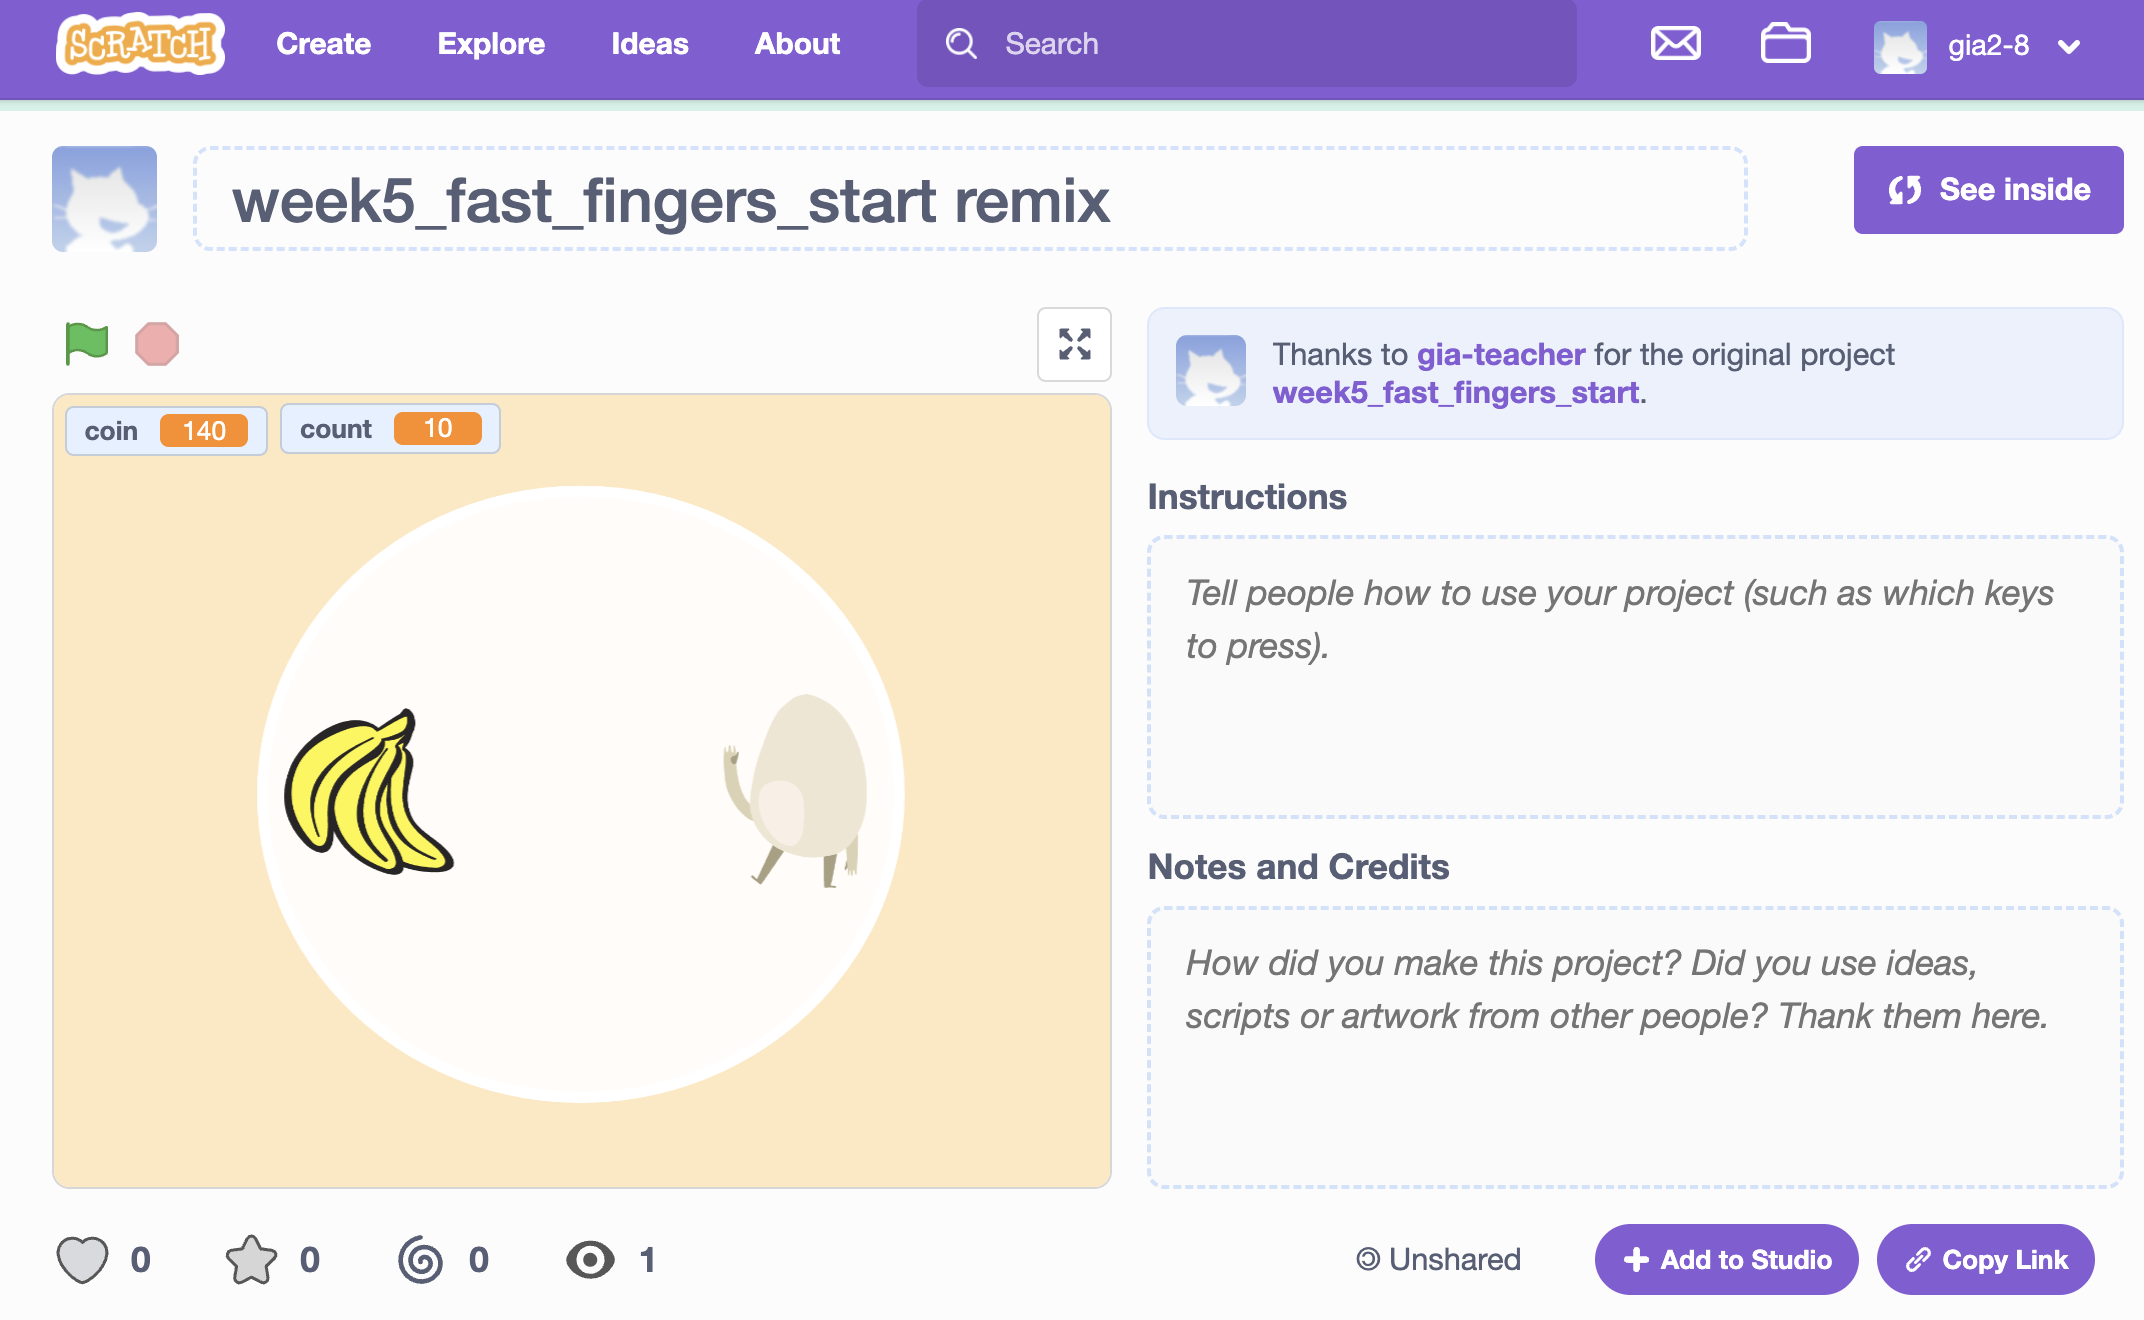 SCRATCH Create Explore Ideas About Search gia2-8
week5_fast_fingers_start remix
See inside
Thanks to gia-teacher for the original project
week5_fast_fingers_start.
coin 140 count 10
Instructions
Tell people how to use your project (such as which keys
to press).
Notes and Credits
How did you make this project? Did you use ideas,
scripts or artwork from other people? Thank them here.
0 0 0 1 Unshared Add to Studio Copy Link